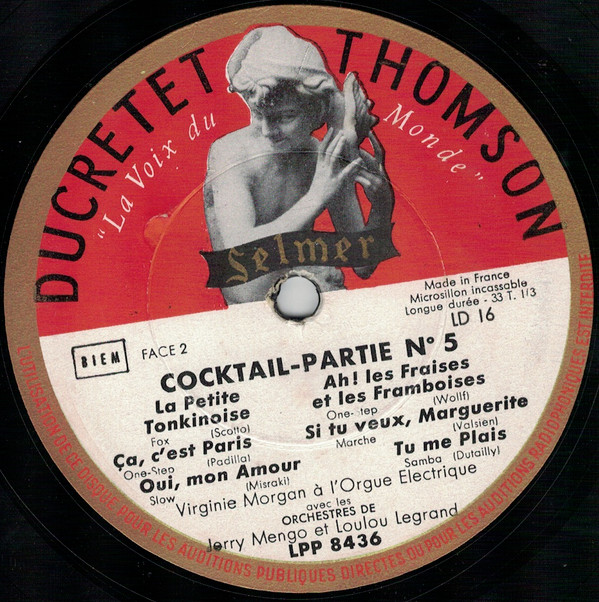 DUCRETET THOMSON
"La Voix du Monde"
Selmer
Made in France
Microsillon incassable
Longue durée - 33 T. 1/3
LD 16
BIEM
FACE 2
COCKTAIL-PARTIE N° 5
La Petite
Tonkinoise
Fox (Scotto)
Ça, c'est Paris
One-Step (Padilla)
Oui, mon Amour
Slow (Misraki)
Ah! les Fraises
et les Framboises
One-Step (Wollf)
Si tu veux, Marguerite
Marche (Valsien)
Tu me Plais
Samba (Dutailly)
Virginie Morgan à l'Orgue Electrique
avec les
ORCHESTRES DE
Jerry Mengo et Loulou Legrand
LPP 8436
L'UTILISATION DE CE DISQUE POUR LES AUDITIONS PUBLIQUES DIRECTES OU POUR LES AUDITIONS RADIOPHONIQUES EST INTERDITE